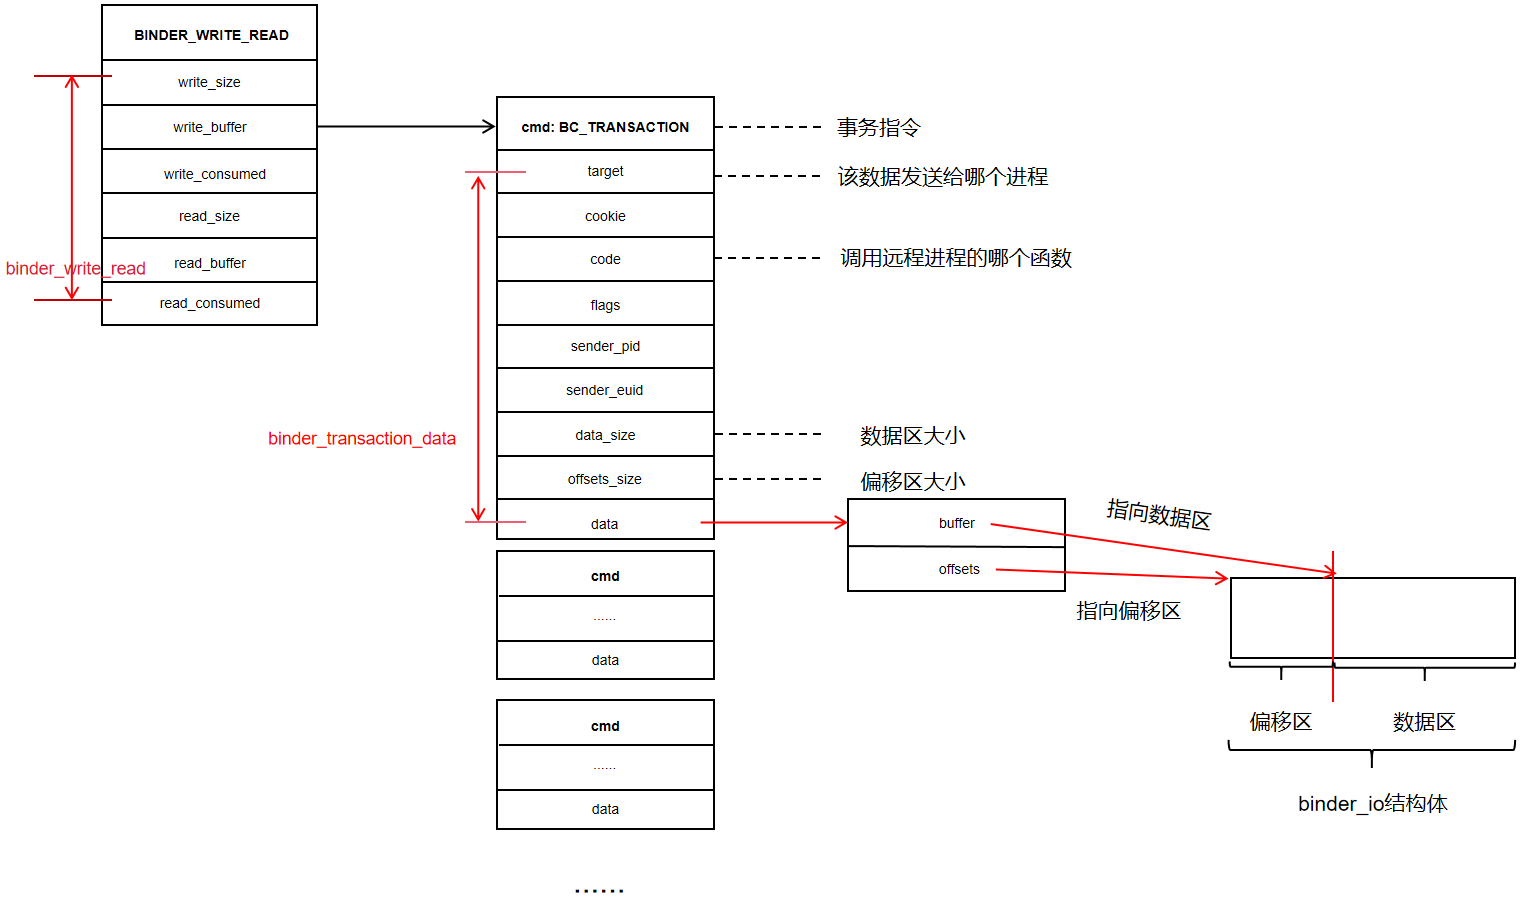 BINDER_WRITE_READ
write_size
write_buffer
write_consumed
read_size
read_buffer
read_consumed
binder_write_read
cmd: BC_TRANSACTION
target
cookie
code
flags
sender_pid
sender_euid
data_size
offsets_size
data
binder_transaction_data
事务指令
该数据发送给哪个进程
调用远程进程的哪个函数
数据区大小
偏移区大小
cmd
......
data
cmd
......
data
......
buffer
offsets
指向数据区
指向偏移区
偏移区
数据区
binder_io结构体